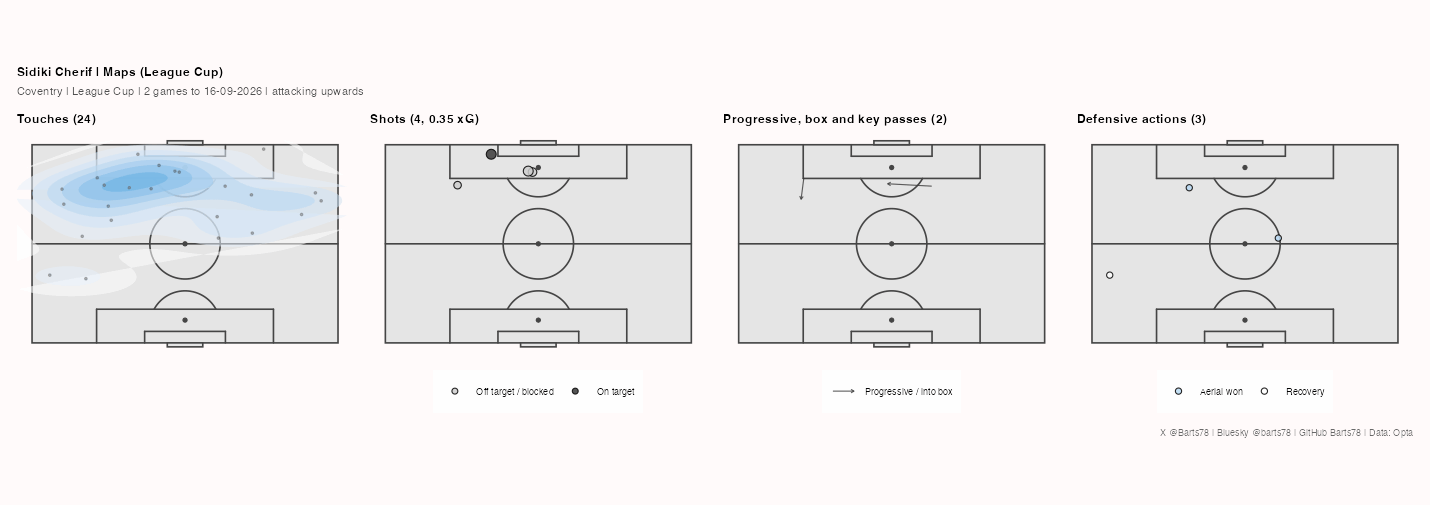 Sidiki Cherif | Maps (League Cup)
Coventry | League Cup | 2 games to 16-09-2026 | attacking upwards
Touches (24)
Shots (4, 0.35 xG)
Progressive, box and key passes (2)
Defensive actions (3)
Off target / blocked
On target
Progressive / into box
Aerial won
Recovery
X @Barts78 | Bluesky @barts78 | GitHub Barts78 | Data: Opta